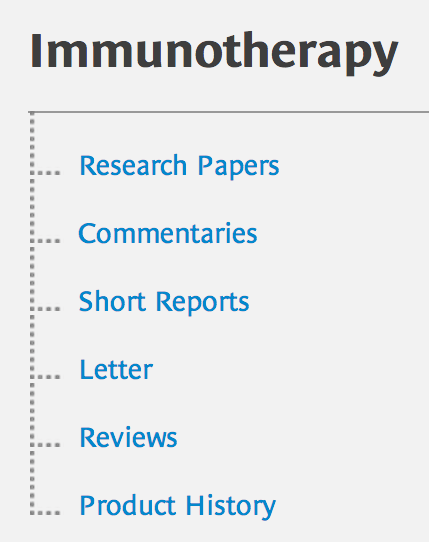 Immunotherapy
Research Papers
Commentaries
Short Reports
Letter
Reviews
Product History